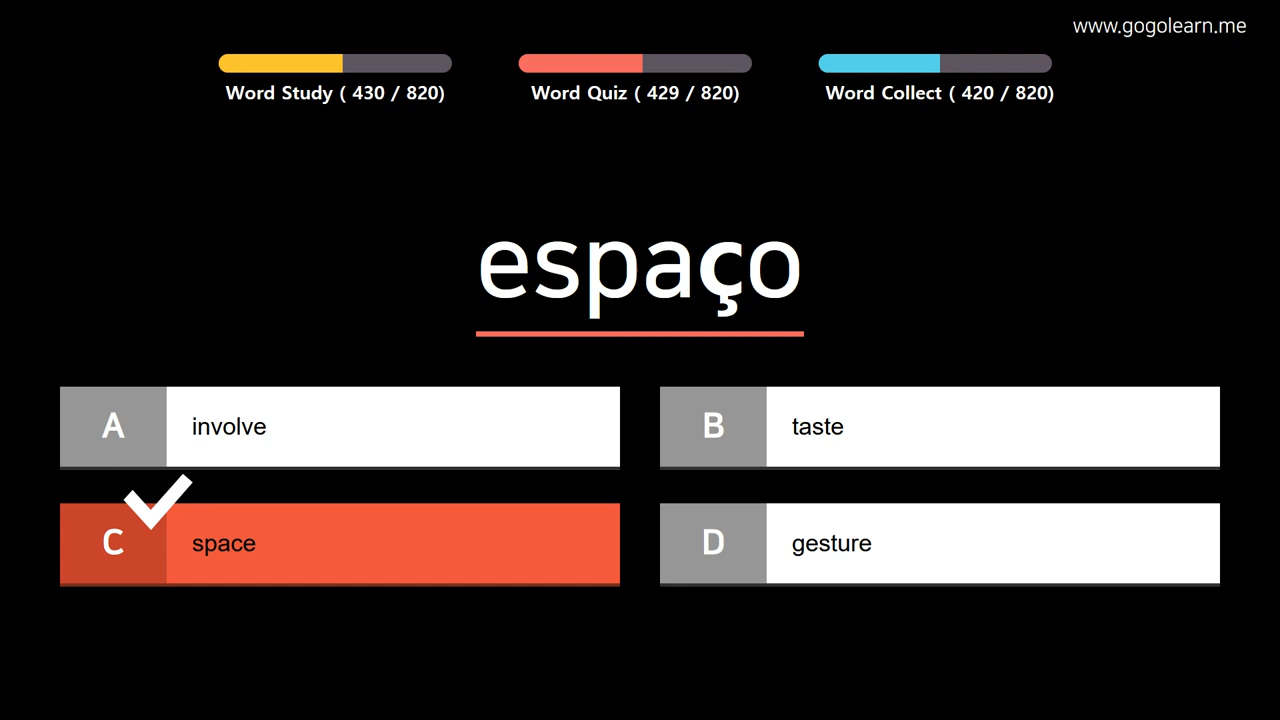 www.gogolearn.me
Word Study ( 430 / 820)
Word Quiz ( 429 / 820)
Word Collect ( 420 / 820)
espaço
A involve
B taste
C space
D gesture